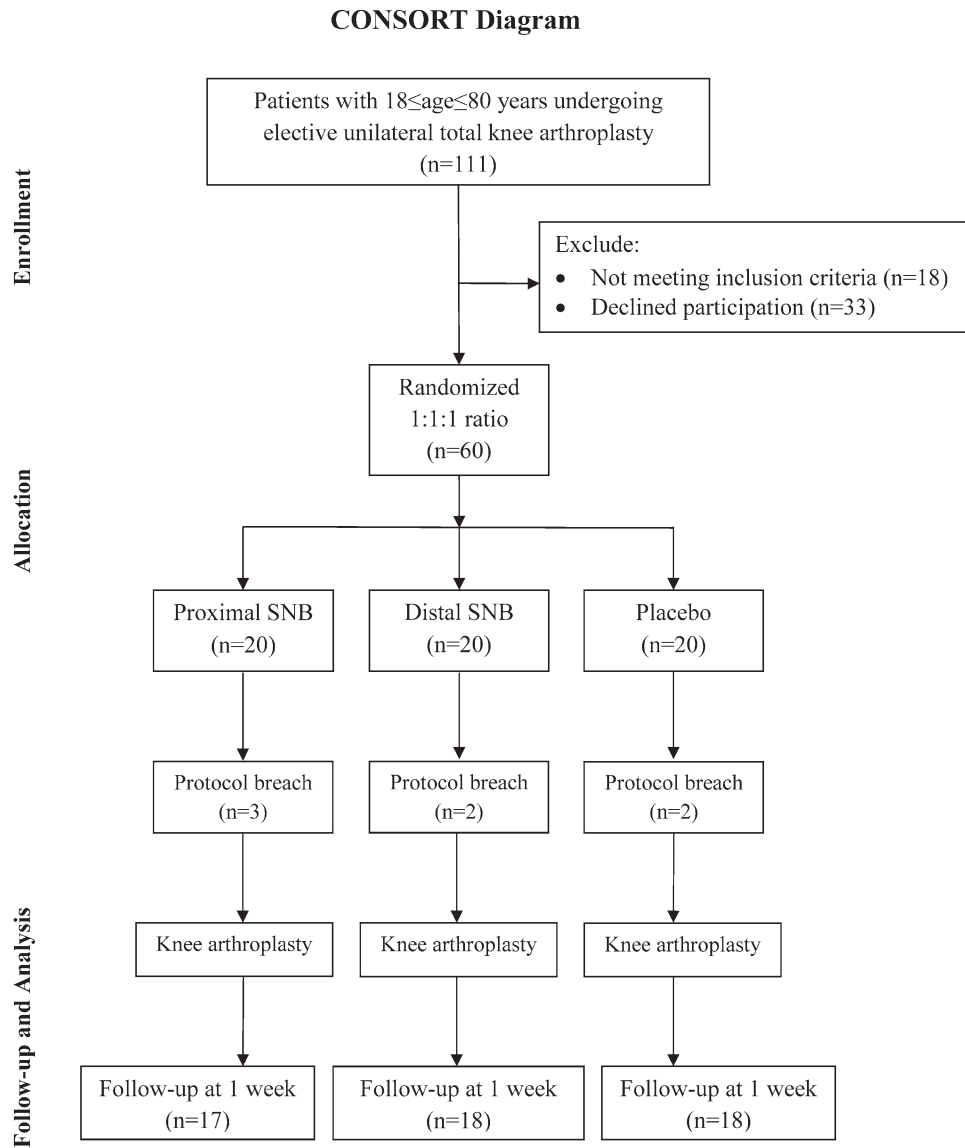 CONSORT Diagram
Enrollment
Patients with 18≤age≤80 years undergoing
elective unilateral total knee arthroplasty
(n=111)
Exclude:
● Not meeting inclusion criteria (n=18)
● Declined participation (n=33)
Randomized
1:1:1 ratio
(n=60)
Allocation
Proximal SNB
(n=20)
Distal SNB
(n=20)
Placebo
(n=20)
Protocol breach
(n=3)
Protocol breach
(n=2)
Protocol breach
(n=2)
Follow-up and Analysis
Knee arthroplasty
Knee arthroplasty
Knee arthroplasty
Follow-up at 1 week
(n=17)
Follow-up at 1 week
(n=18)
Follow-up at 1 week
(n=18)